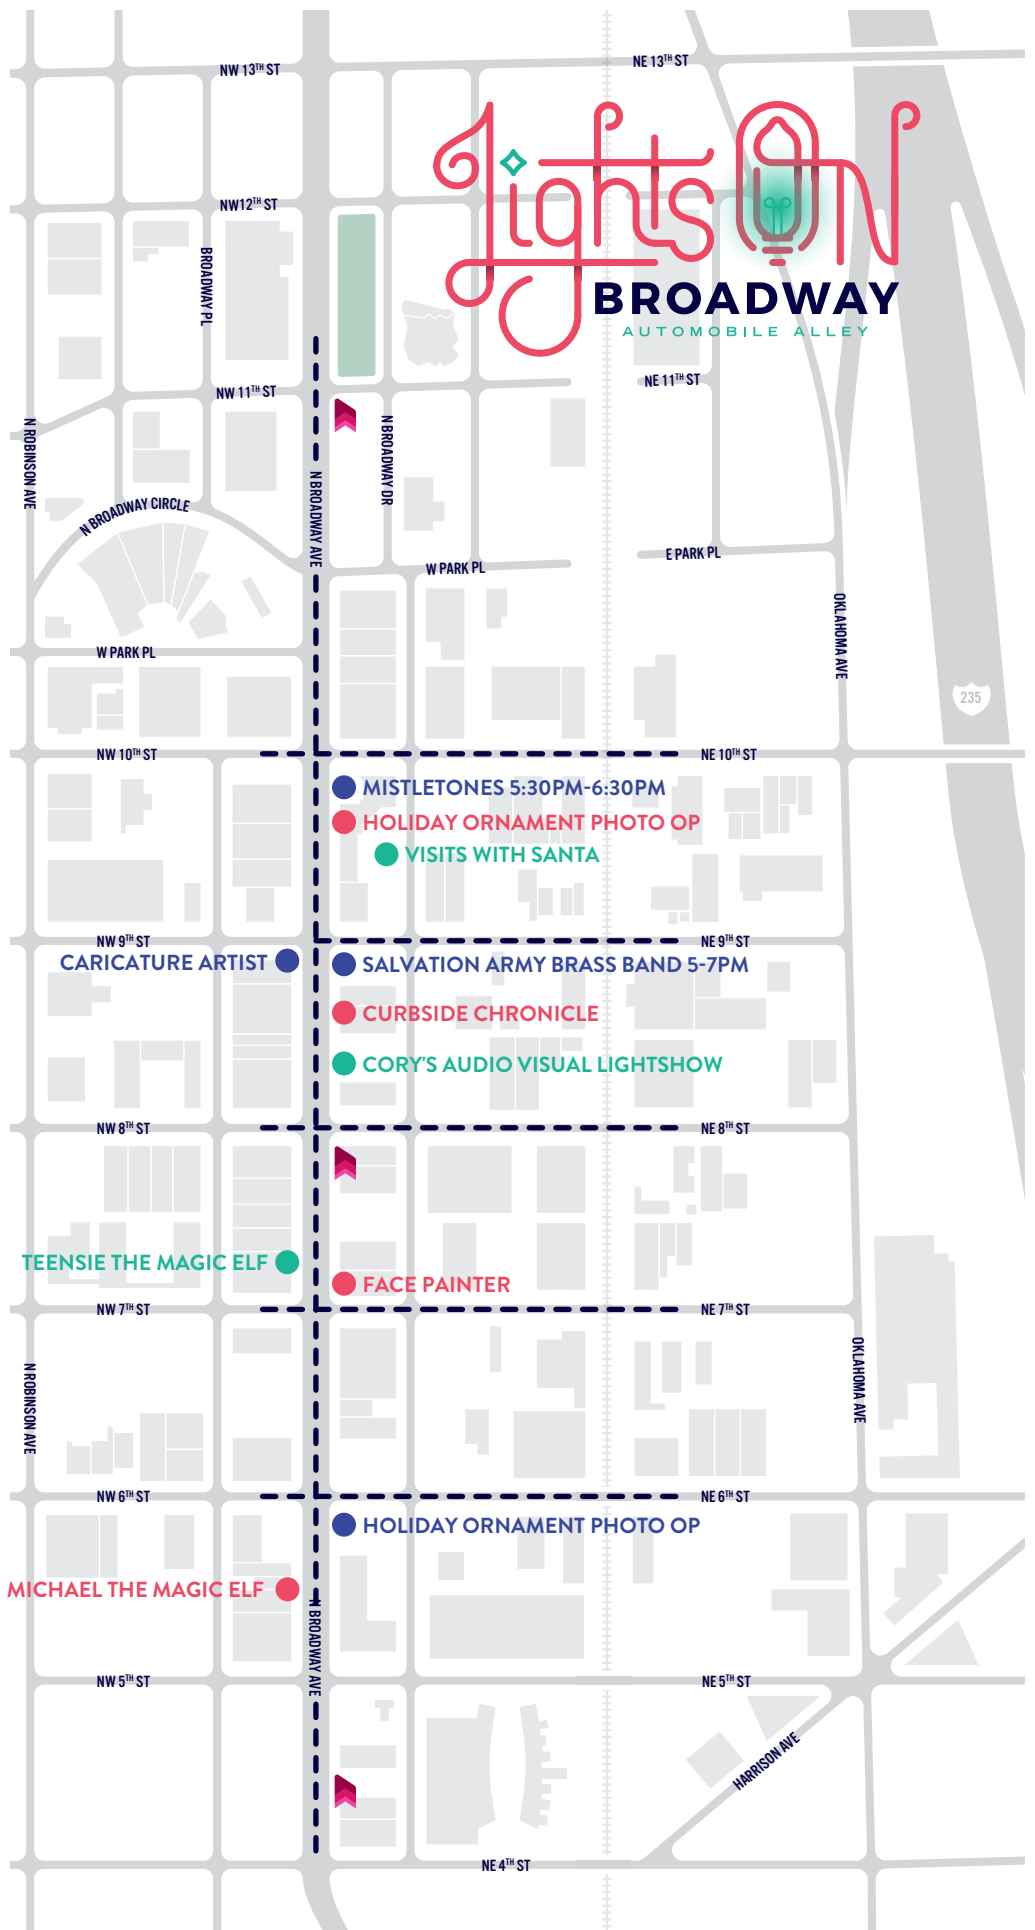 NW 13TH ST
NE 13TH ST
Lights ON
NW12TH ST
BROADWAY PL
BROADWAY
AUTOMOBILE ALLEY
NW 11TH ST
NE 11TH ST
N ROBINSON AVE
N BROADWAY DR
N BROADWAY AVE
N BROADWAY CIRCLE
W PARK PL
E PARK PL
OKLAHOMA AVE
W PARK PL
235
NW 10TH ST
NE 10TH ST
MISTLETONES 5:30PM-6:30PM
HOLIDAY ORNAMENT PHOTO OP
VISITS WITH SANTA
NW 9TH ST
NE 9TH ST
CARICATURE ARTIST
SALVATION ARMY BRASS BAND 5-7PM
CURBSIDE CHRONICLE
CORY'S AUDIO VISUAL LIGHTSHOW
NW 8TH ST
NE 8TH ST
TEENSIE THE MAGIC ELF
FACE PAINTER
NW 7TH ST
NE 7TH ST
N ROBINSON AVE
OKLAHOMA AVE
NW 6TH ST
NE 6TH ST
HOLIDAY ORNAMENT PHOTO OP
MICHAEL THE MAGIC ELF
N BROADWAY AVE
NW 5TH ST
NE 5TH ST
HARRISON AVE
NE 4TH ST